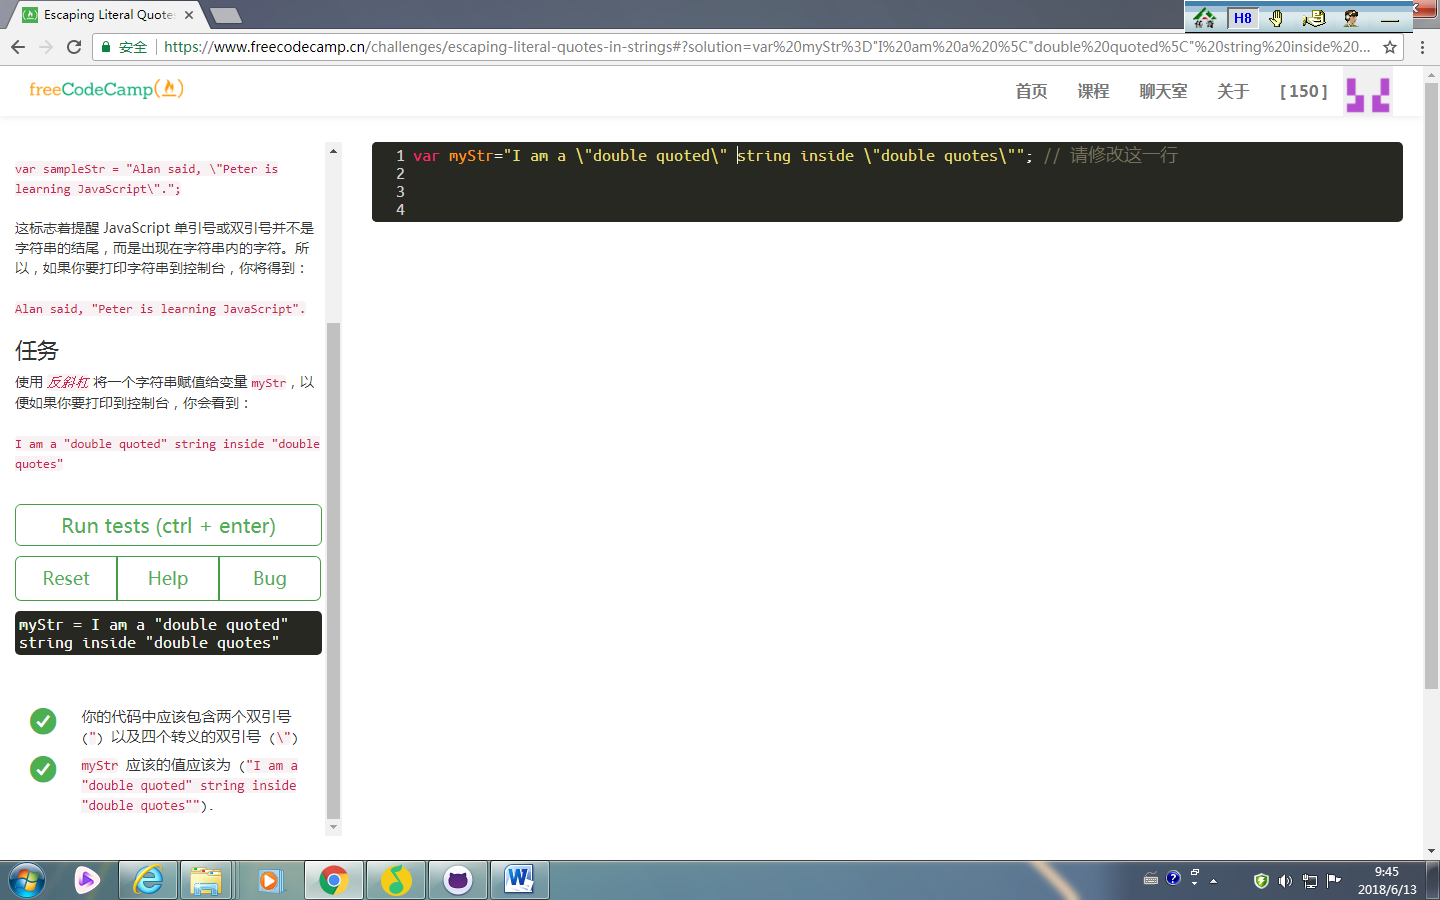 Escaping Literal Quote
H8
安全
https://www.freecodecamp.cn/challenges/escaping-literal-quotes-in-strings#?solution=var%20myStr%3D"I%20am%20a%20%5C"double%20quoted%5C"%20string%20inside%20...
freeCodeCamp
首页 课程 聊天室 关于 [ 150 ]
var sampleStr = "Alan said, \"Peter is
learning JavaScript\".";
这标志着提醒 JavaScript 单引号或双引号并不是
字符串的结尾，而是出现在字符串内的字符。所
以，如果你要打印字符串到控制台，你将得到：
Alan said, "Peter is learning JavaScript".
任务
使用 反斜杠 将一个字符串赋值给变量 myStr，以
便如果你要打印到控制台，你会看到：
I am a "double quoted" string inside "double
quotes"
Run tests (ctrl + enter)
Reset Help Bug
myStr = I am a "double quoted"
string inside "double quotes"
你的代码中应该包含两个双引号
(") 以及四个转义的双引号 (\")
myStr 应该的值应该为 ("I am a
"double quoted" string inside
"double quotes"").
1 var myStr="I am a \"double quoted\" string inside \"double quotes\""; // 请修改这一行
2
3
4
9:45
2018/6/13